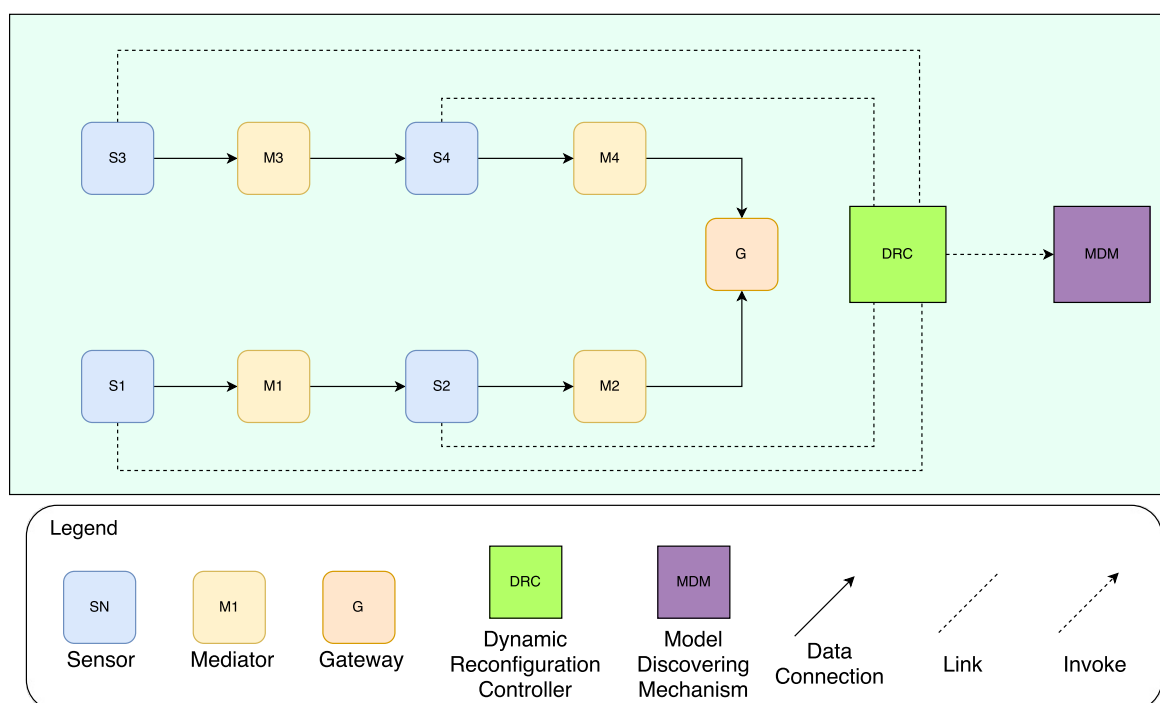 S3
M3
S4
M4
G
DRC
MDM
S1
M1
S2
M2
Legend
SN
M1
G
DRC
MDM
Sensor
Mediator
Gateway
Dynamic
Reconfiguration
Controller
Model
Discovering
Mechanism
Data
Connection
Link
Invoke